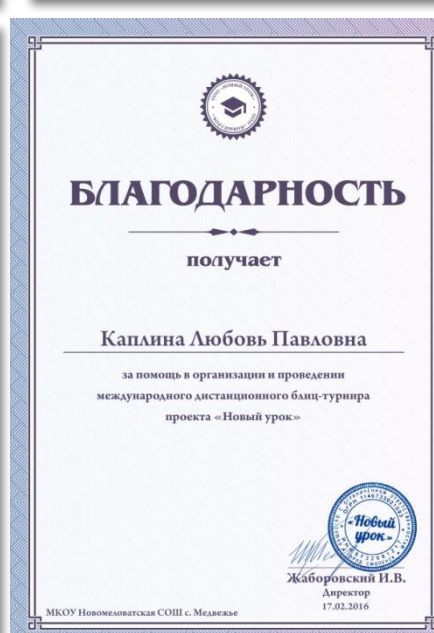 БЛАГОДАРНОСТЬ
получает
Каплина Любовь Павловна
за помощь в организации и проведении
международного дистанционного блиц-турнира
проекта «Новый урок»
«Новый
урок»
Жаборовский И.В.
Директор
17.02.2016
МКОУ Новомеловатская СОШ с. Медвежье